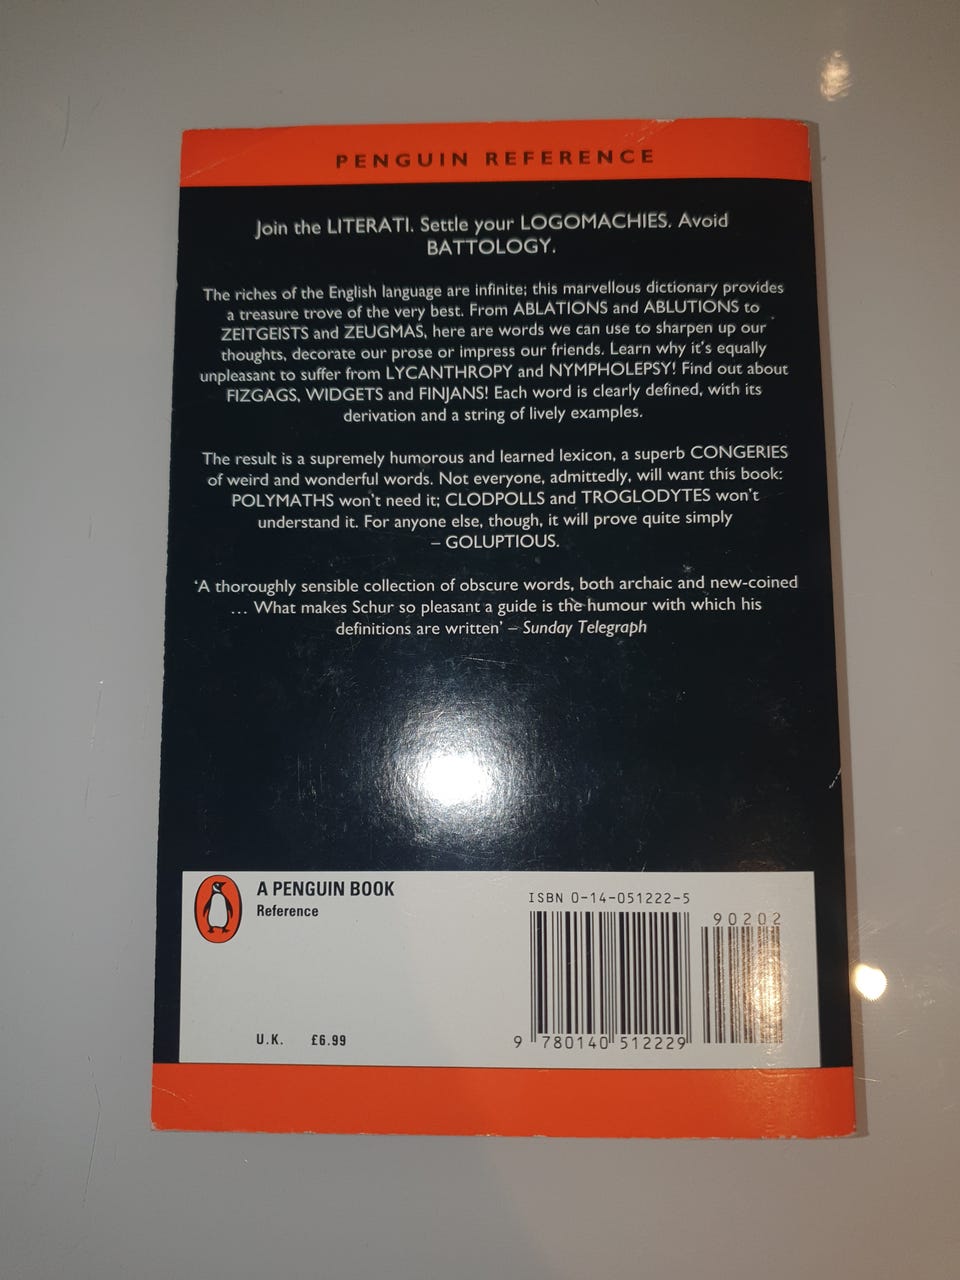 PENGUIN REFERENCE
Join the LITERATI. Settle your LOGOMACHIES. Avoid
BATTOLOGY.
The riches of the English language are infinite; this marvellous dictionary provides
a treasure trove of the very best. From ABLATIONS and ABLUTIONS to
ZEITGEISTS and ZEUGMAS, here are words we can use to sharpen up our
thoughts, decorate our prose or impress our friends. Learn why it's equally
unpleasant to suffer from LYCANTHROPY and NYMPHOLEPSY! Find out about
FIZGAGS, WIDGETS and FINJANS! Each word is clearly defined, with its
derivation and a string of lively examples.
The result is a supremely humorous and learned lexicon, a superb CONGERIES
of weird and wonderful words. Not everyone, admittedly, will want this book:
POLYMATHS won't need it; CLODPOLLS and TROGLODYTES won't
understand it. For anyone else, though, it will prove quite simply
– GOLUPTIOUS.
'A thoroughly sensible collection of obscure words, both archaic and new-coined
… What makes Schur so pleasant a guide is the humour with which his
definitions are written' – Sunday Telegraph
A PENGUIN BOOK
Reference
ISBN 0-14-051222-5
90202
9 780140 512229
U.K. £6.99